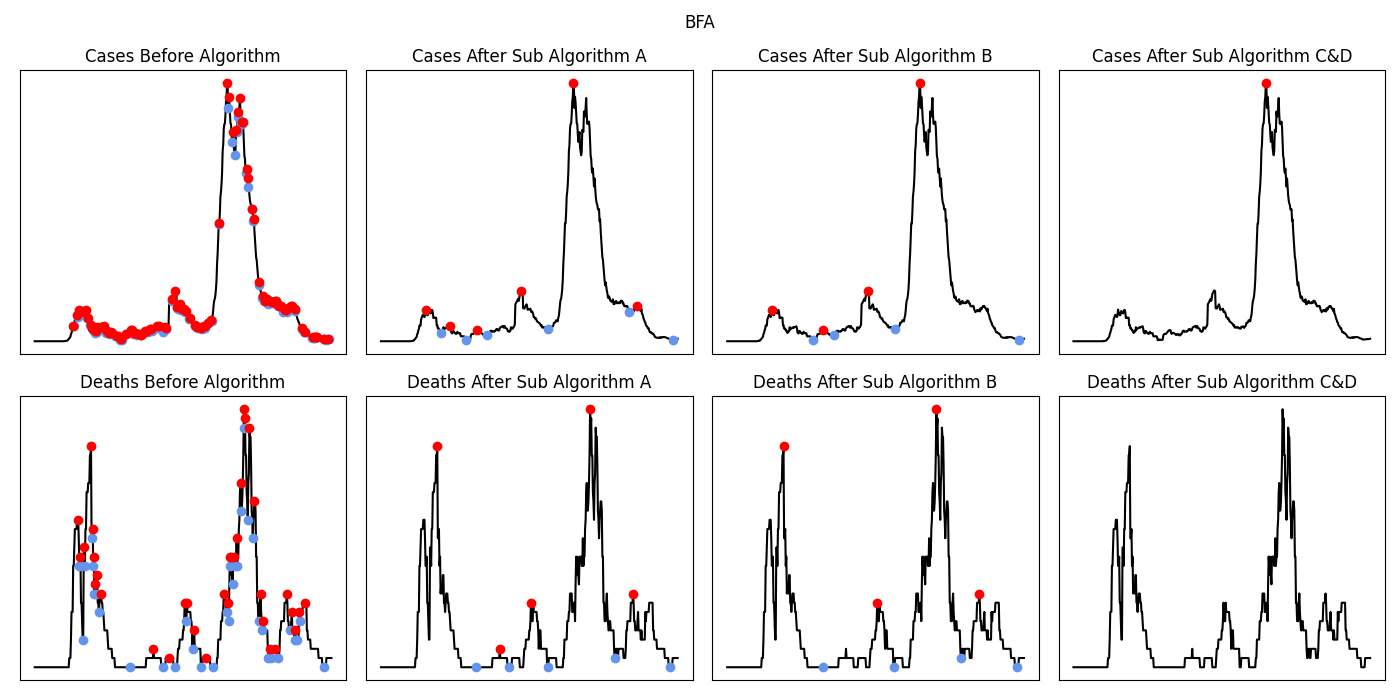 BFA
Cases Before Algorithm
Cases After Sub Algorithm A
Cases After Sub Algorithm B
Cases After Sub Algorithm C&D
Deaths Before Algorithm
Deaths After Sub Algorithm A
Deaths After Sub Algorithm B
Deaths After Sub Algorithm C&D